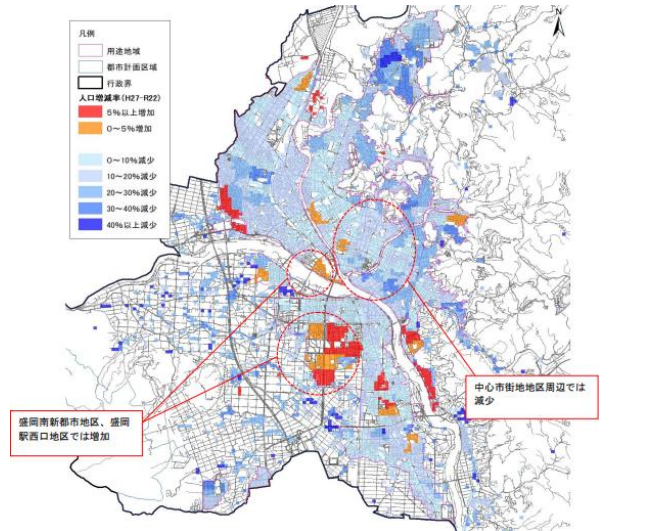 凡例
用途地域
都市計画区域
行政界
人口増減率(H27-R22)
5%以上増加
0～5%増加
0～10%減少
10～20%減少
20～30%減少
30～40%減少
40%以上減少
N
中心市街地地区周辺では
減少
盛岡南新都市地区、盛岡
駅西口地区では増加